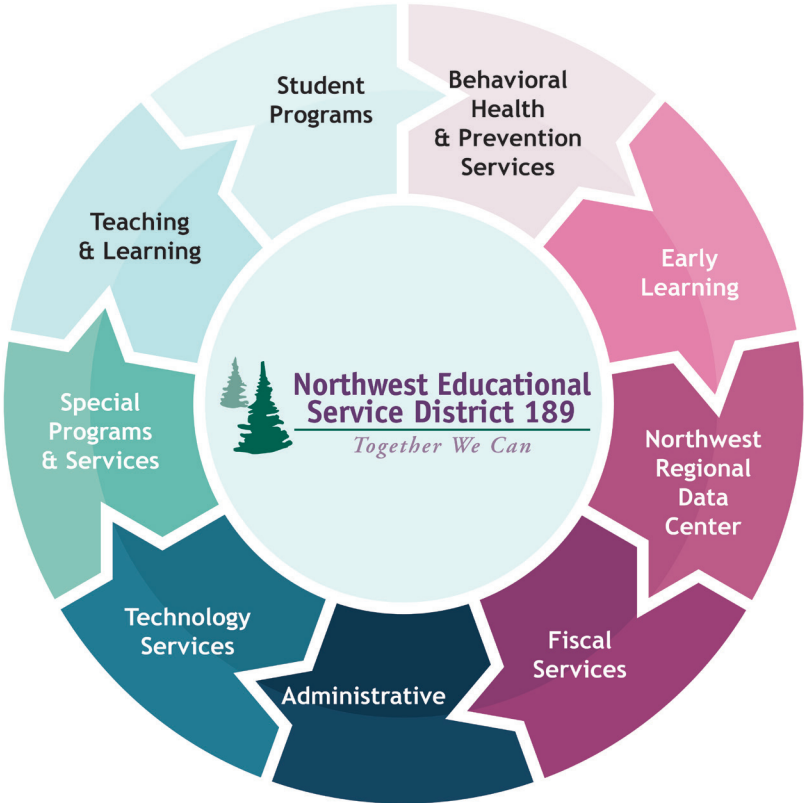 Student
Programs
Behavioral
Health
& Prevention
Services
Early
Learning
Northwest
Regional
Data
Center
Fiscal
Services
Administrative
Technology
Services
Special
Programs
& Services
Teaching
& Learning
Northwest Educational
Service District 189
Together We Can